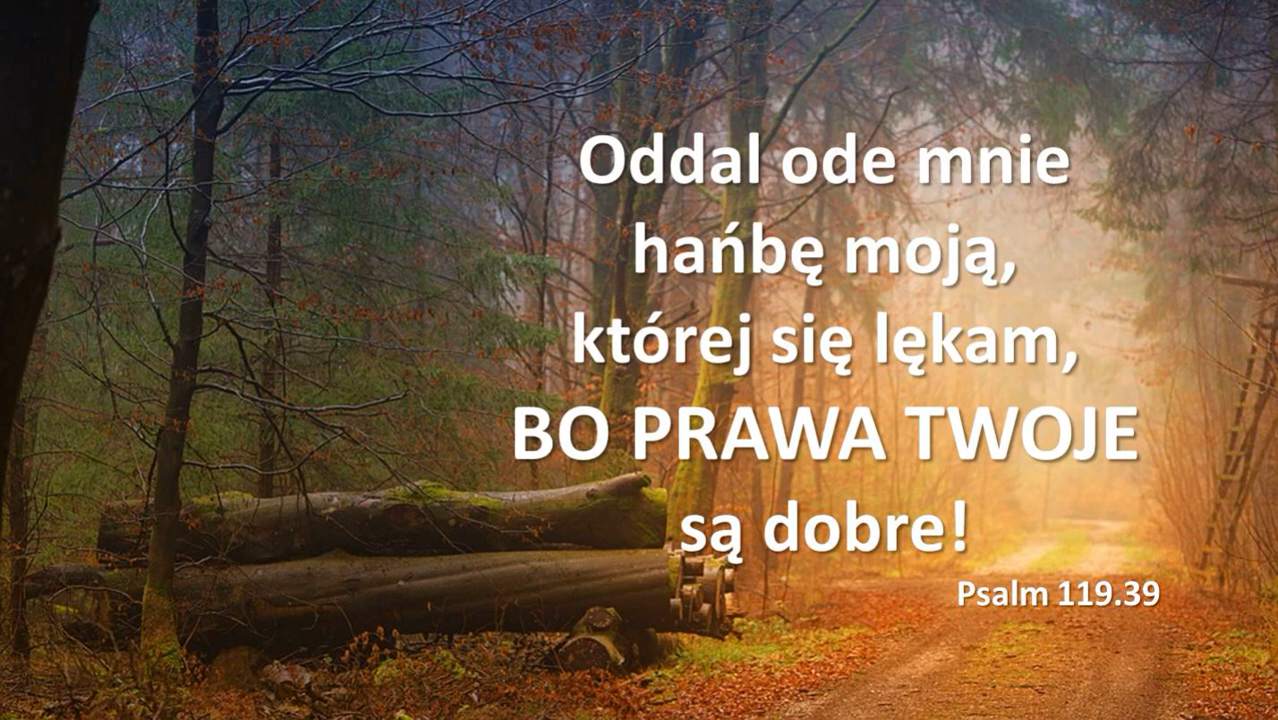 Oddal ode mnie
hańbę moją,
której się lękam,
BO PRAWA TWOJE
są dobre!
Psalm 119.39